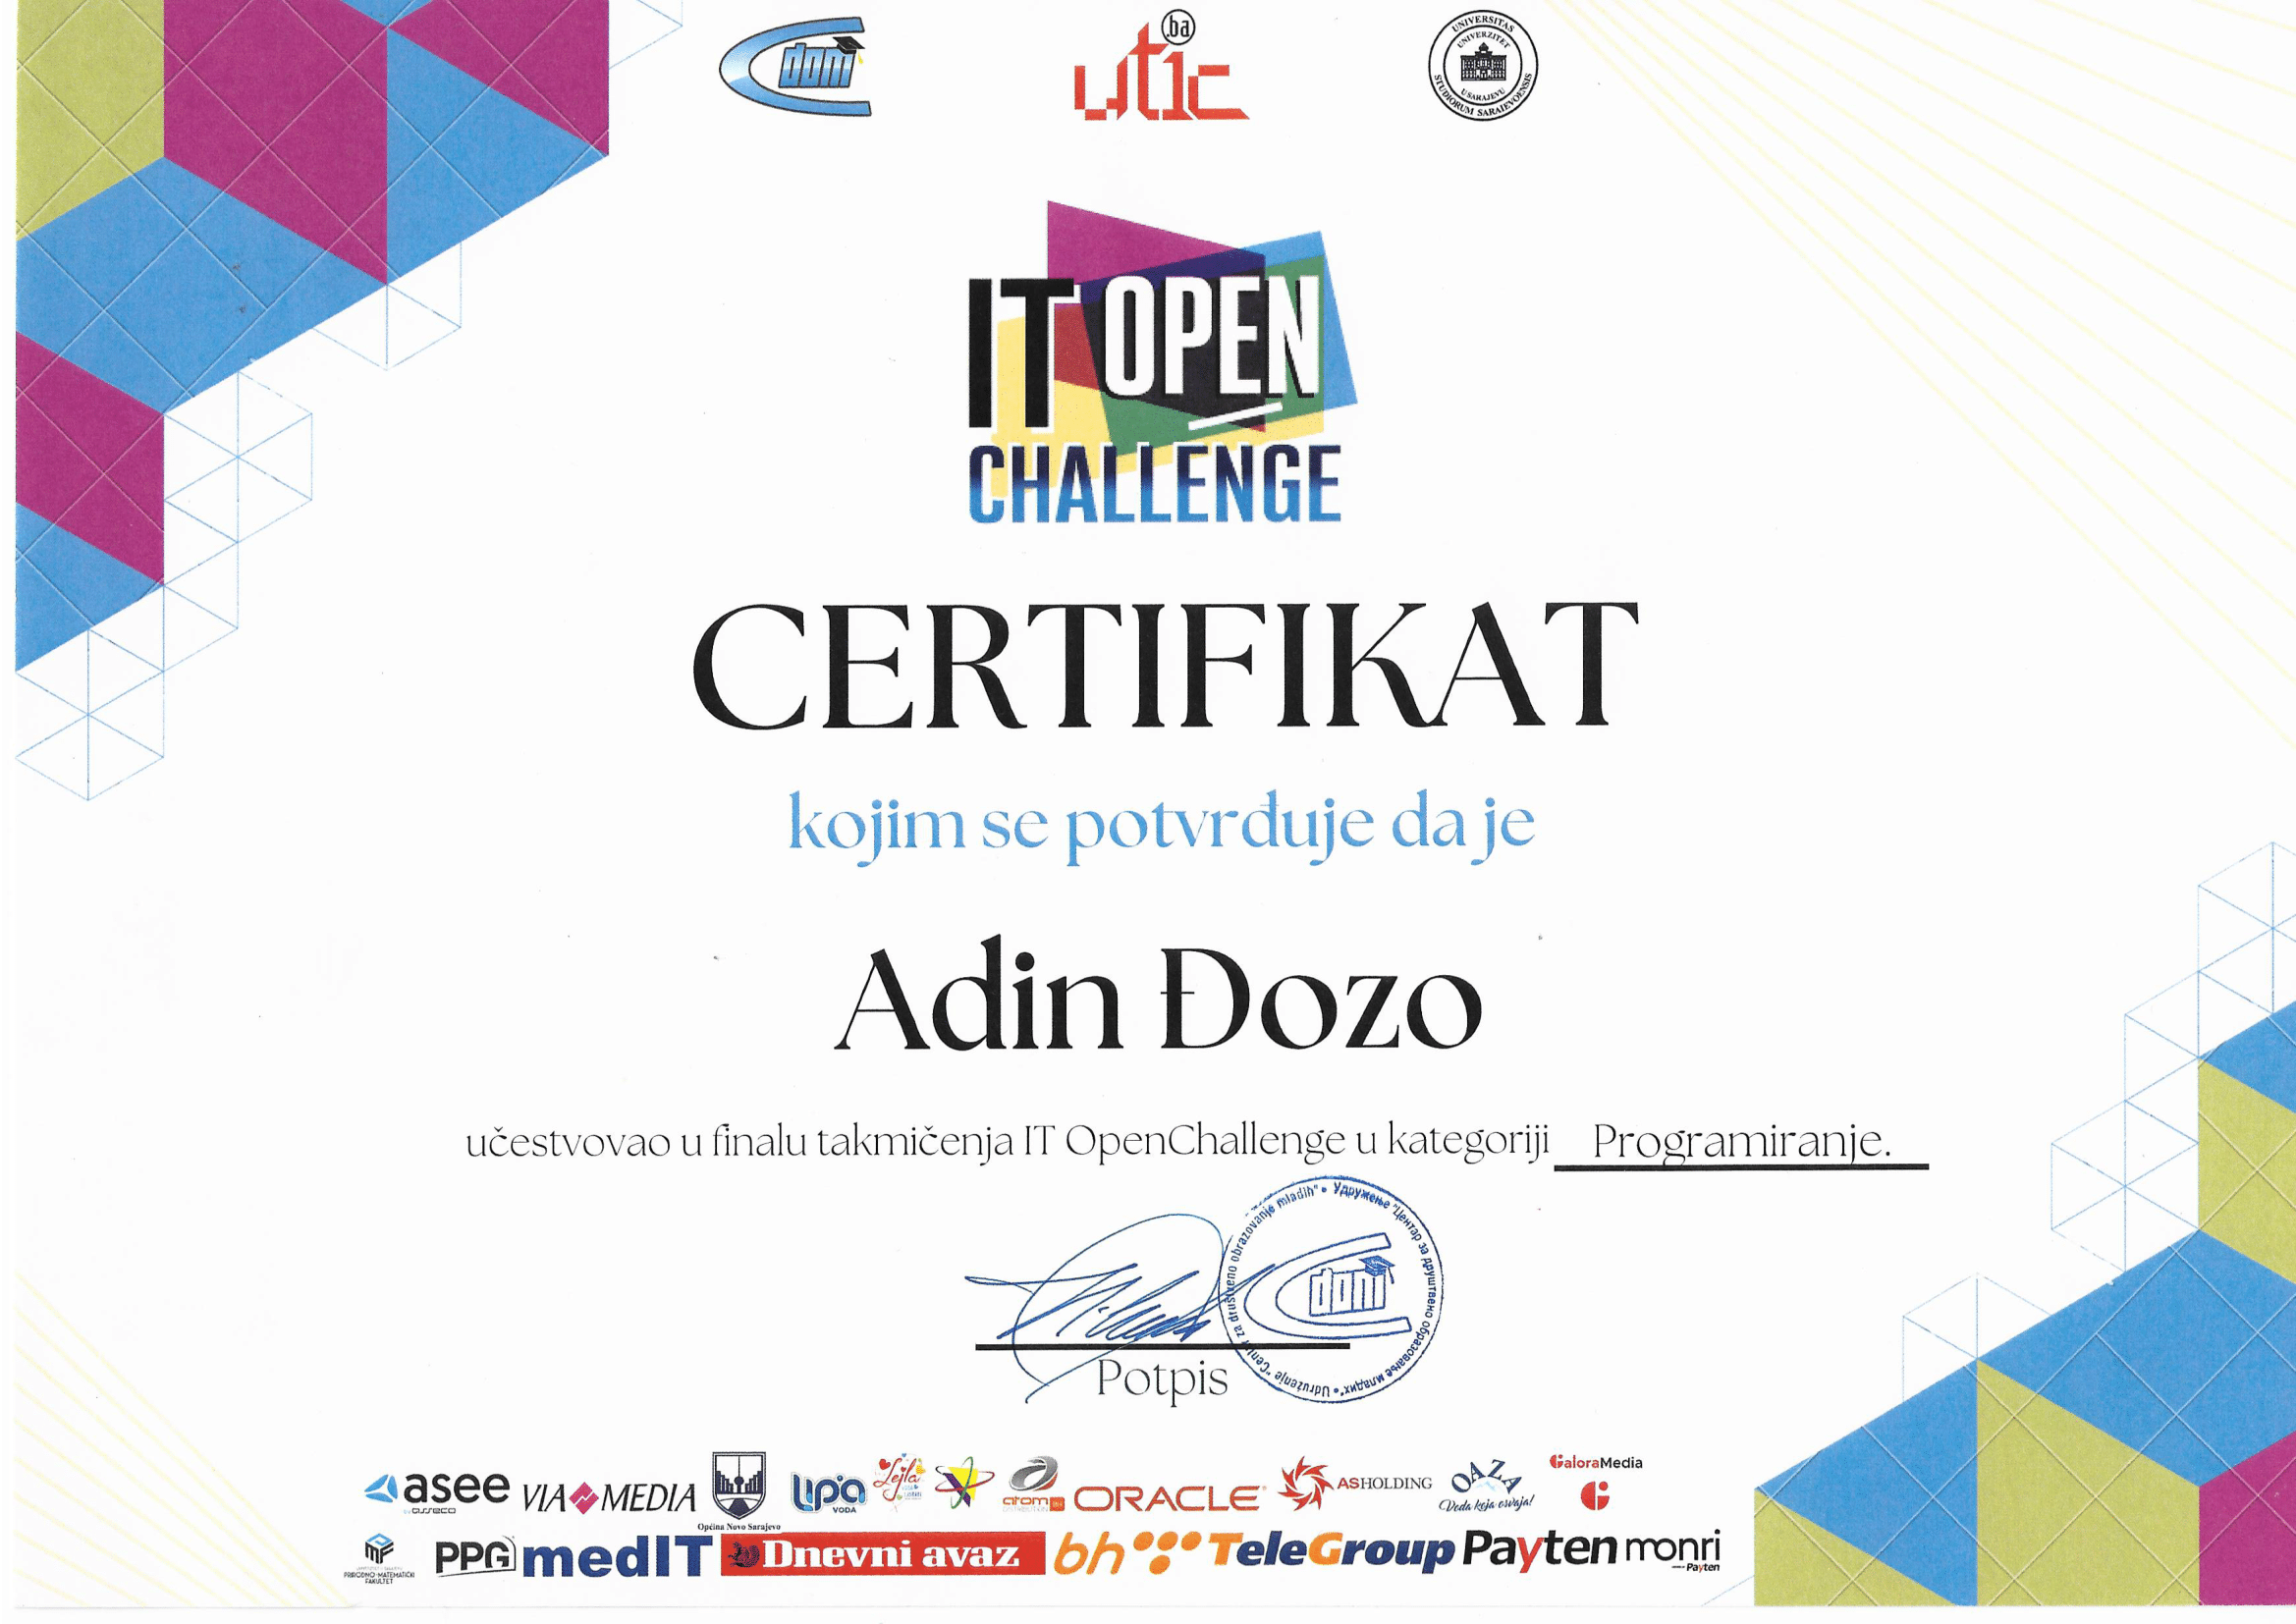 dom
utic .ba
UNIVERSITAS STUDIORUM SARAIEVOENSIS
UNIVERZITET U SARAJEVU
IT OPEN
CHALLENGE
CERTIFIKAT
kojim se potvrđuje da je
Adin Đozo
učestvovao u finalu takmičenja IT OpenChallenge u kategoriji Programiranje.
Udruženje "Centar za društveno obrazovanje mladih" • Удружење "Центар за друштвено образовање младих" •
dom
Potpis
asee
by asseco
VIA MEDIA
Općina Novo Sarajevo
Lipa
VODA
Lejla
atom
DISTRIBUTION
ORACLE
ASHOLDING
OAZA
Voda koja osvaja!
GaloraMedia
PRIRODNO-MATEMATIČKI
FAKULTET
PPG
medIT
Dnevni avaz
bh
TeleGroup
Payten
monri
Payten